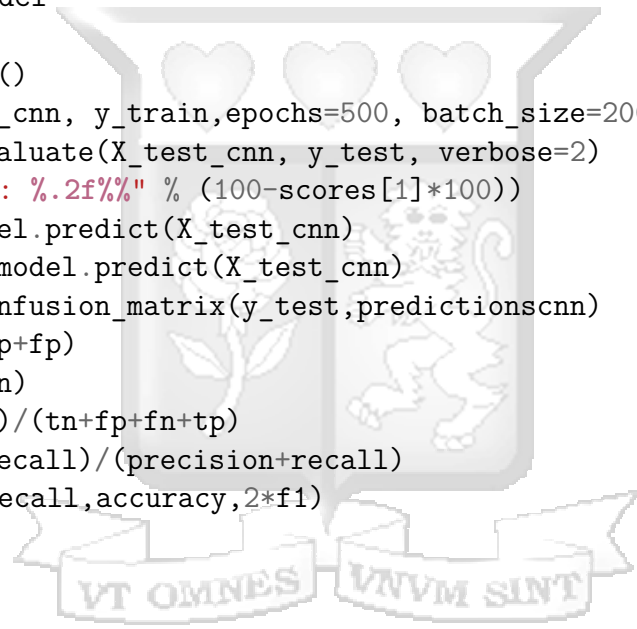 ()
_cnn, y_train,epochs=500, batch_size=200
aluate(X_test_cnn, y_test, verbose=2)
: %.2f%%" % (100-scores[1]*100))
el.predict(X_test_cnn)
model.predict(X_test_cnn)
nfusion_matrix(y_test,predictionscnn)
p+fp)
n)
)/(tn+fp+fn+tp)
ecall)/(precision+recall)
ecall,accuracy,2*f1)
VT OMNES VNVM SINT